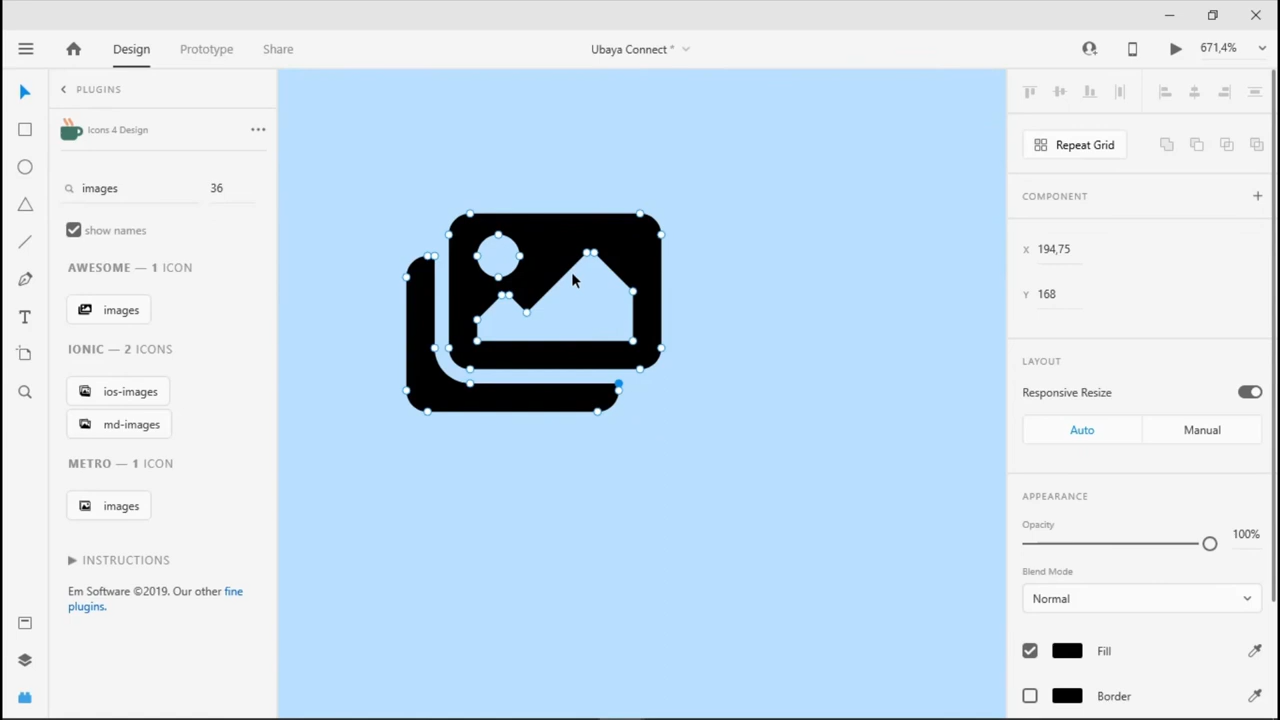 Design
Prototype
Share
Ubaya Connect *
671,4%
PLUGINS
Icons 4 Design
images
36
show names
AWESOME — 1 ICON
images
IONIC — 2 ICONS
ios-images
md-images
METRO — 1 ICON
images
INSTRUCTIONS
Em Software ©2019. Our other fine
plugins.
Repeat Grid
COMPONENT
X 194,75
Y 168
LAYOUT
Responsive Resize
Auto
Manual
APPEARANCE
Opacity
100%
Blend Mode
Normal
Fill
Border